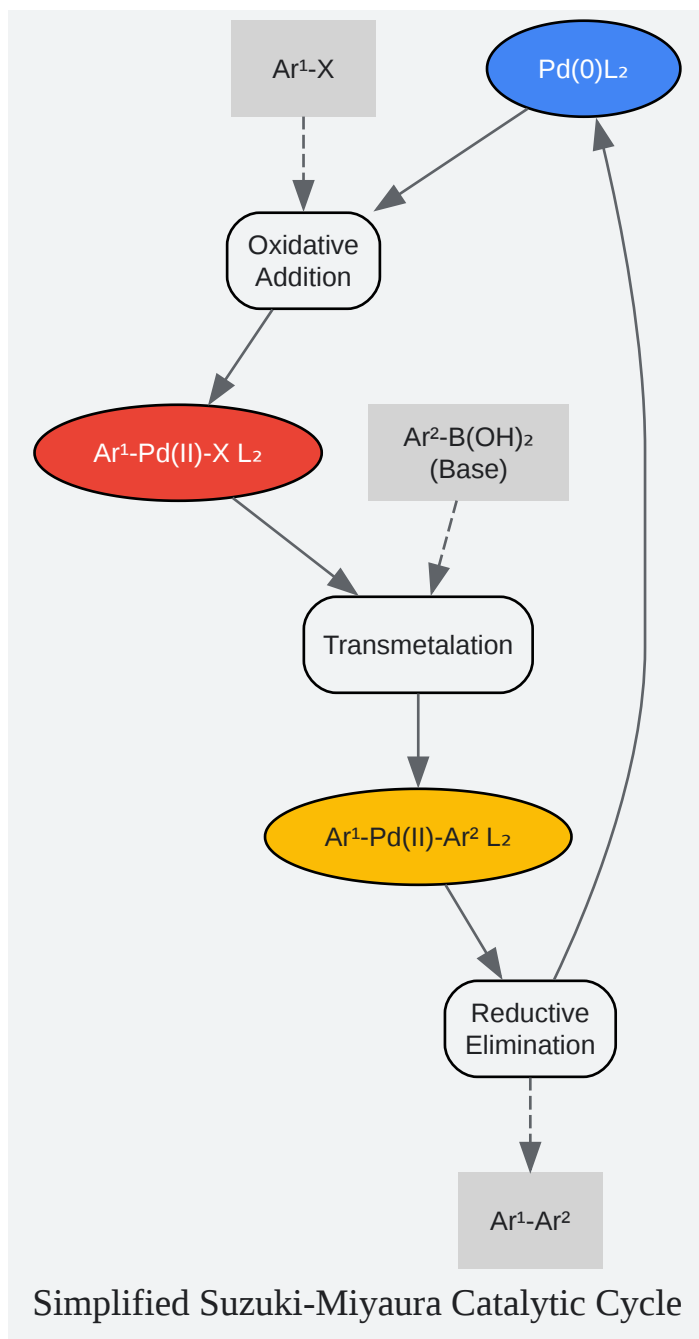 Ar¹-X
Pd(0)L₂
Oxidative
Addition
Ar¹-Pd(II)-X L₂
Ar²-B(OH)₂
(Base)
Transmetalation
Ar¹-Pd(II)-Ar² L₂
Reductive
Elimination
Ar¹-Ar²
Simplified Suzuki-Miyaura Catalytic Cycle